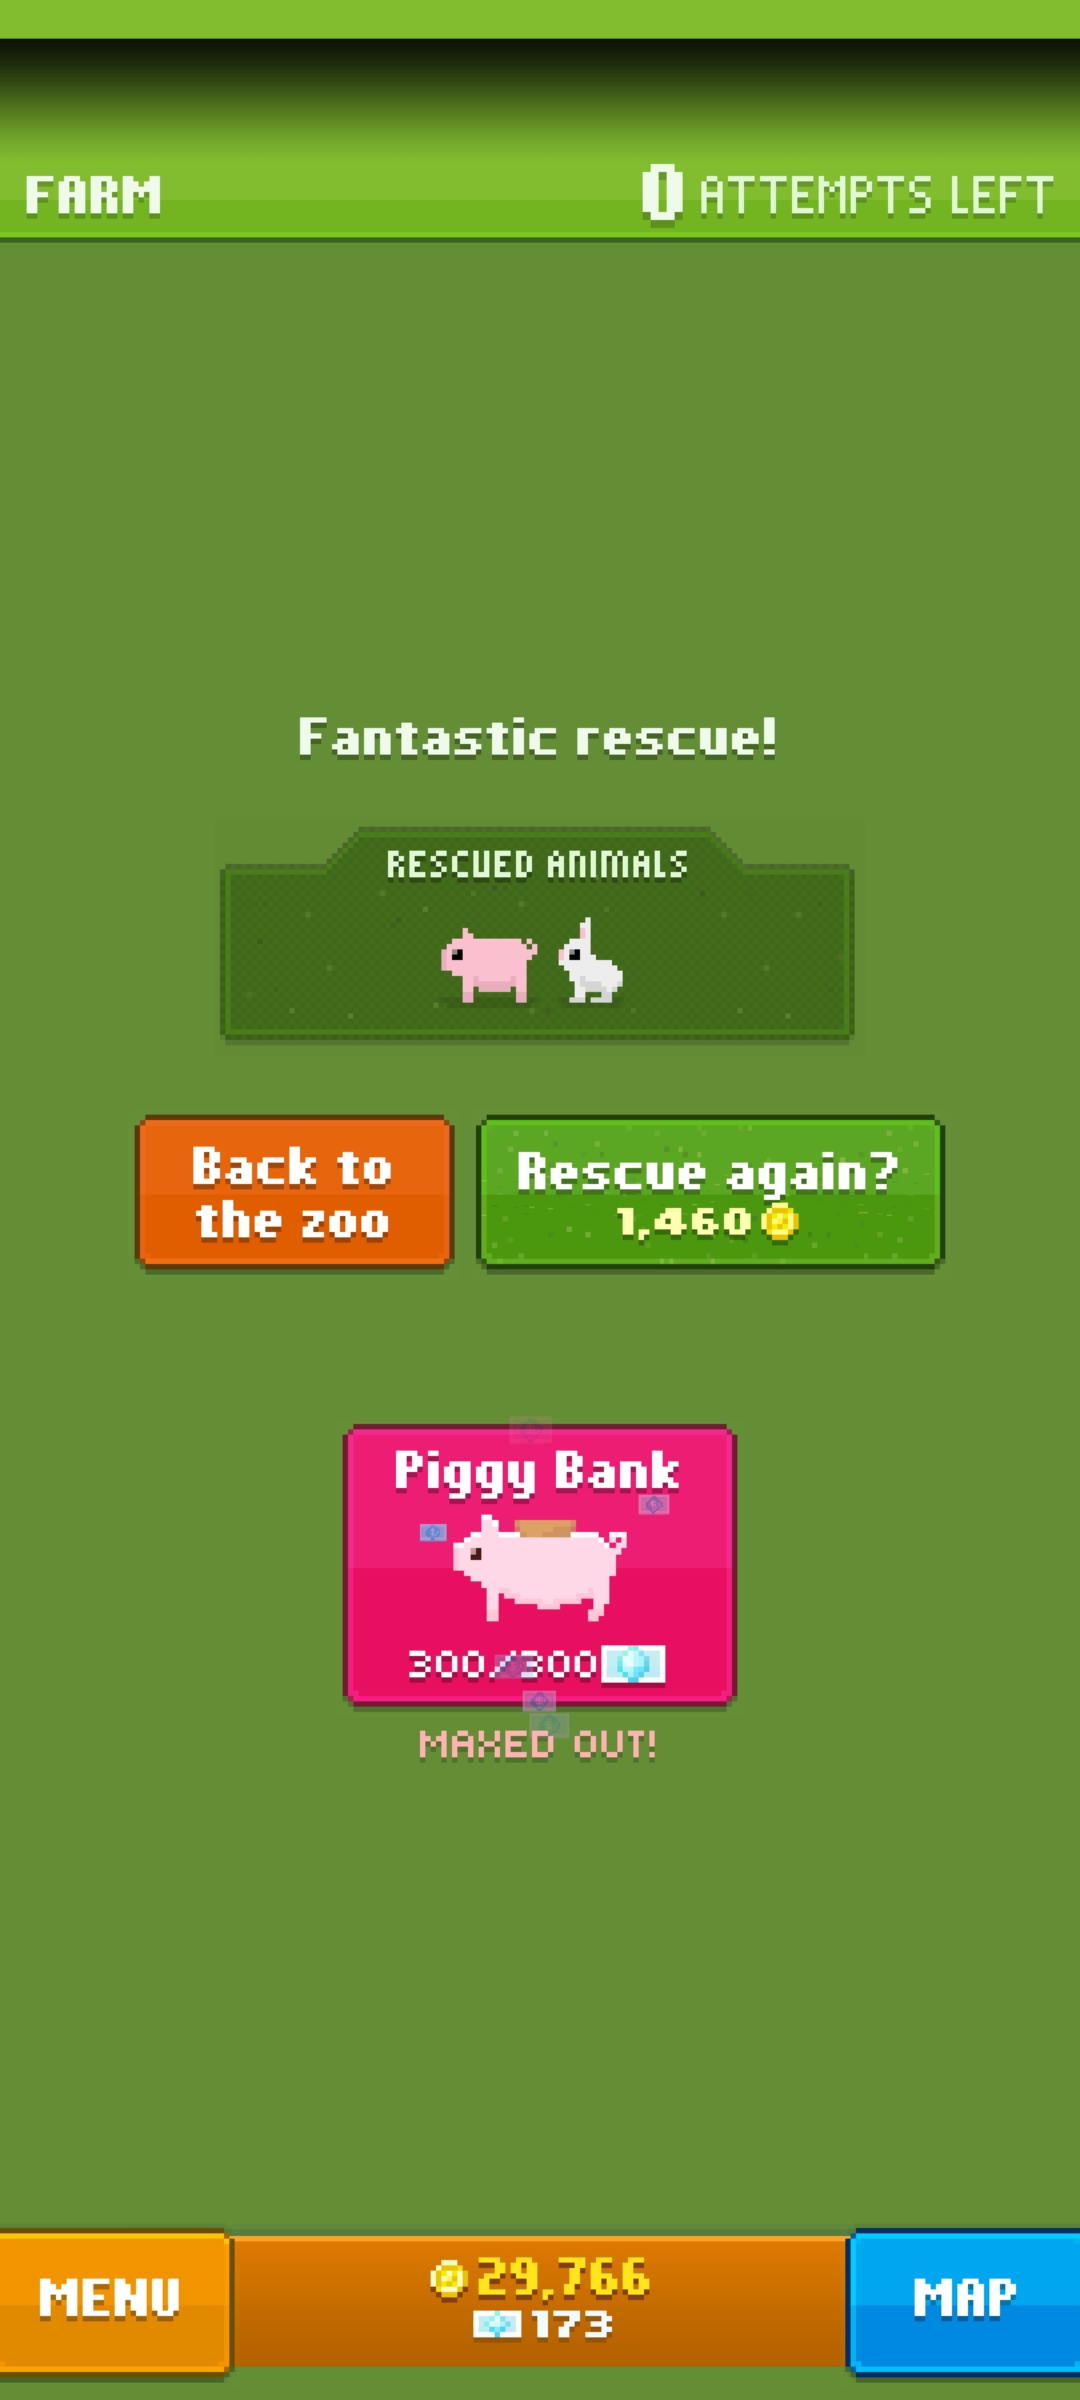 FARM
0 ATTEMPTS LEFT
Fantastic rescue!
RESCUED ANIMALS
Back to
the zoo
Rescue again?
1,460
Piggy Bank
300/300
MAXED OUT!
MENU
29,766
173
MAP